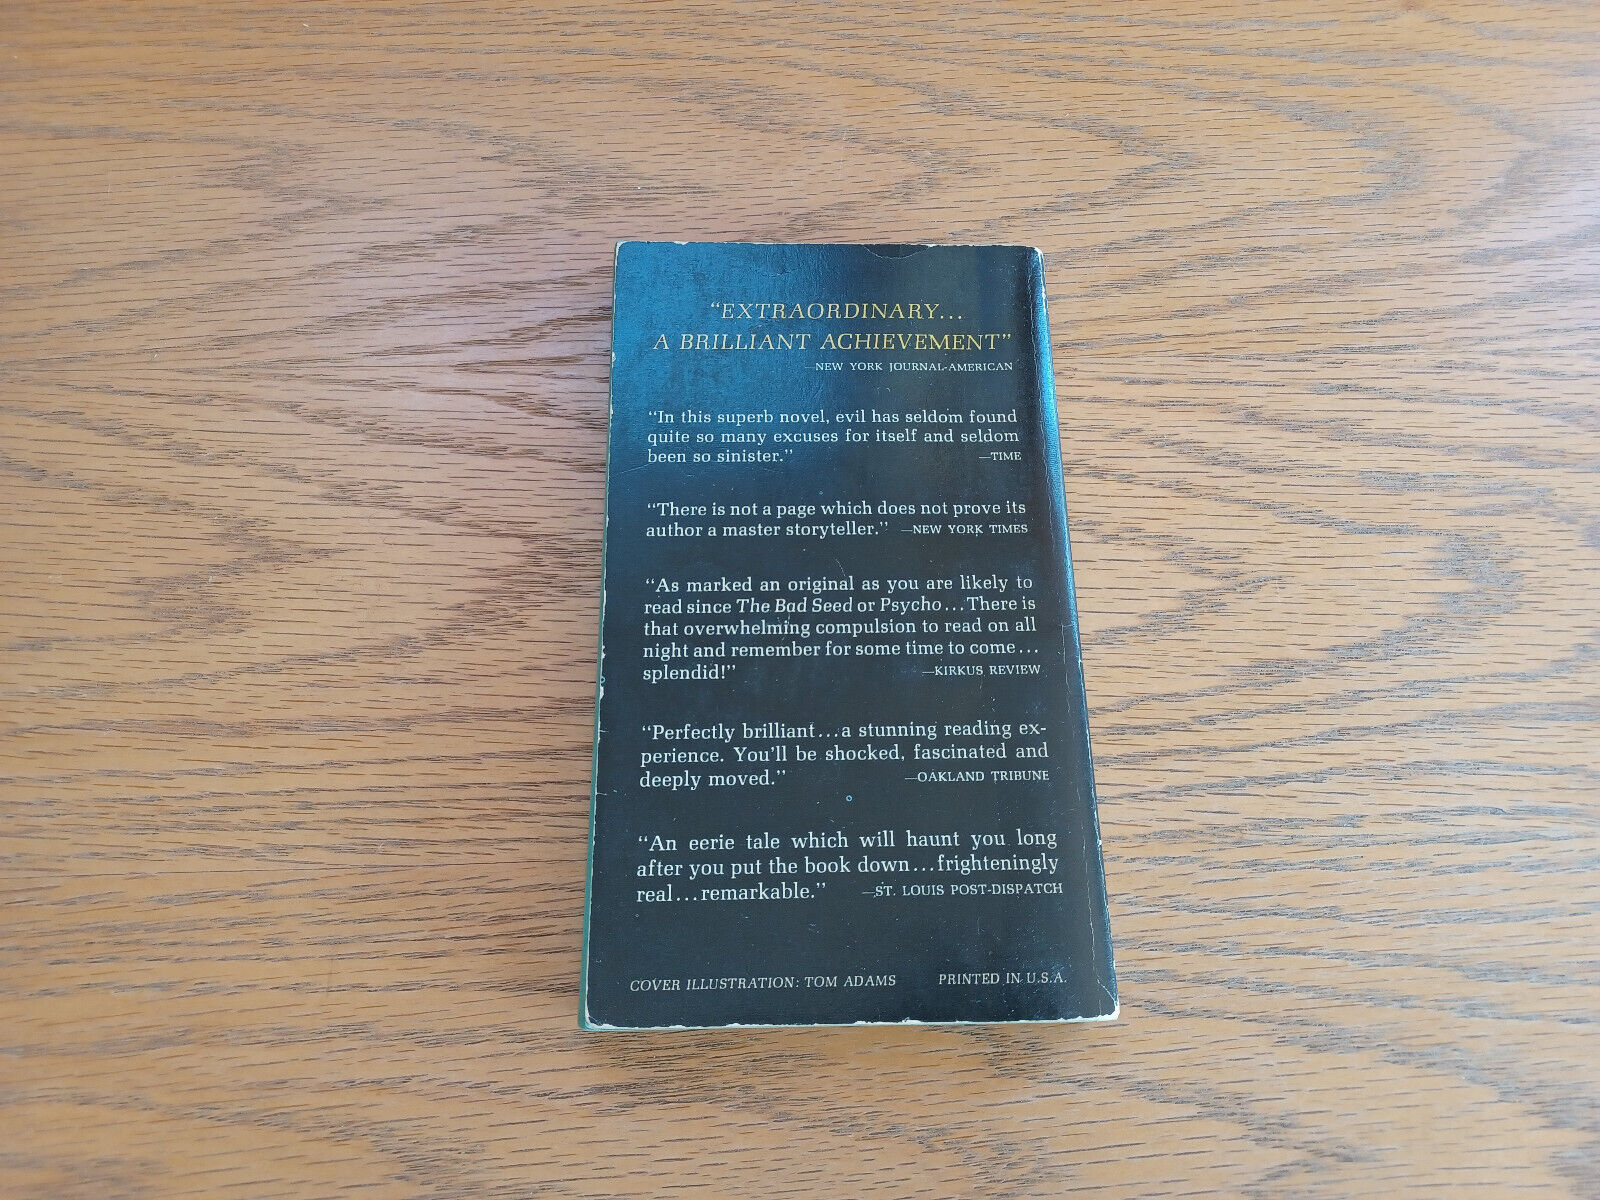 “EXTRAORDINARY...
A BRILLIANT ACHIEVEMENT”
—NEW YORK JOURNAL-AMERICAN
“In this superb novel, evil has seldom found
quite so many excuses for itself and seldom
been so sinister.” —TIME
“There is not a page which does not prove its
author a master storyteller.” —NEW YORK TIMES
“As marked an original as you are likely to
read since The Bad Seed or Psycho...There is
that overwhelming compulsion to read on all
night and remember for some time to come...
splendid!” —KIRKUS REVIEW
“Perfectly brilliant...a stunning reading ex-
perience. You’ll be shocked, fascinated and
deeply moved.” —OAKLAND TRIBUNE
“An eerie tale which will haunt you long
after you put the book down...frighteningly
real...remarkable.” —ST. LOUIS POST-DISPATCH
COVER ILLUSTRATION: TOM ADAMS PRINTED IN U.S.A.